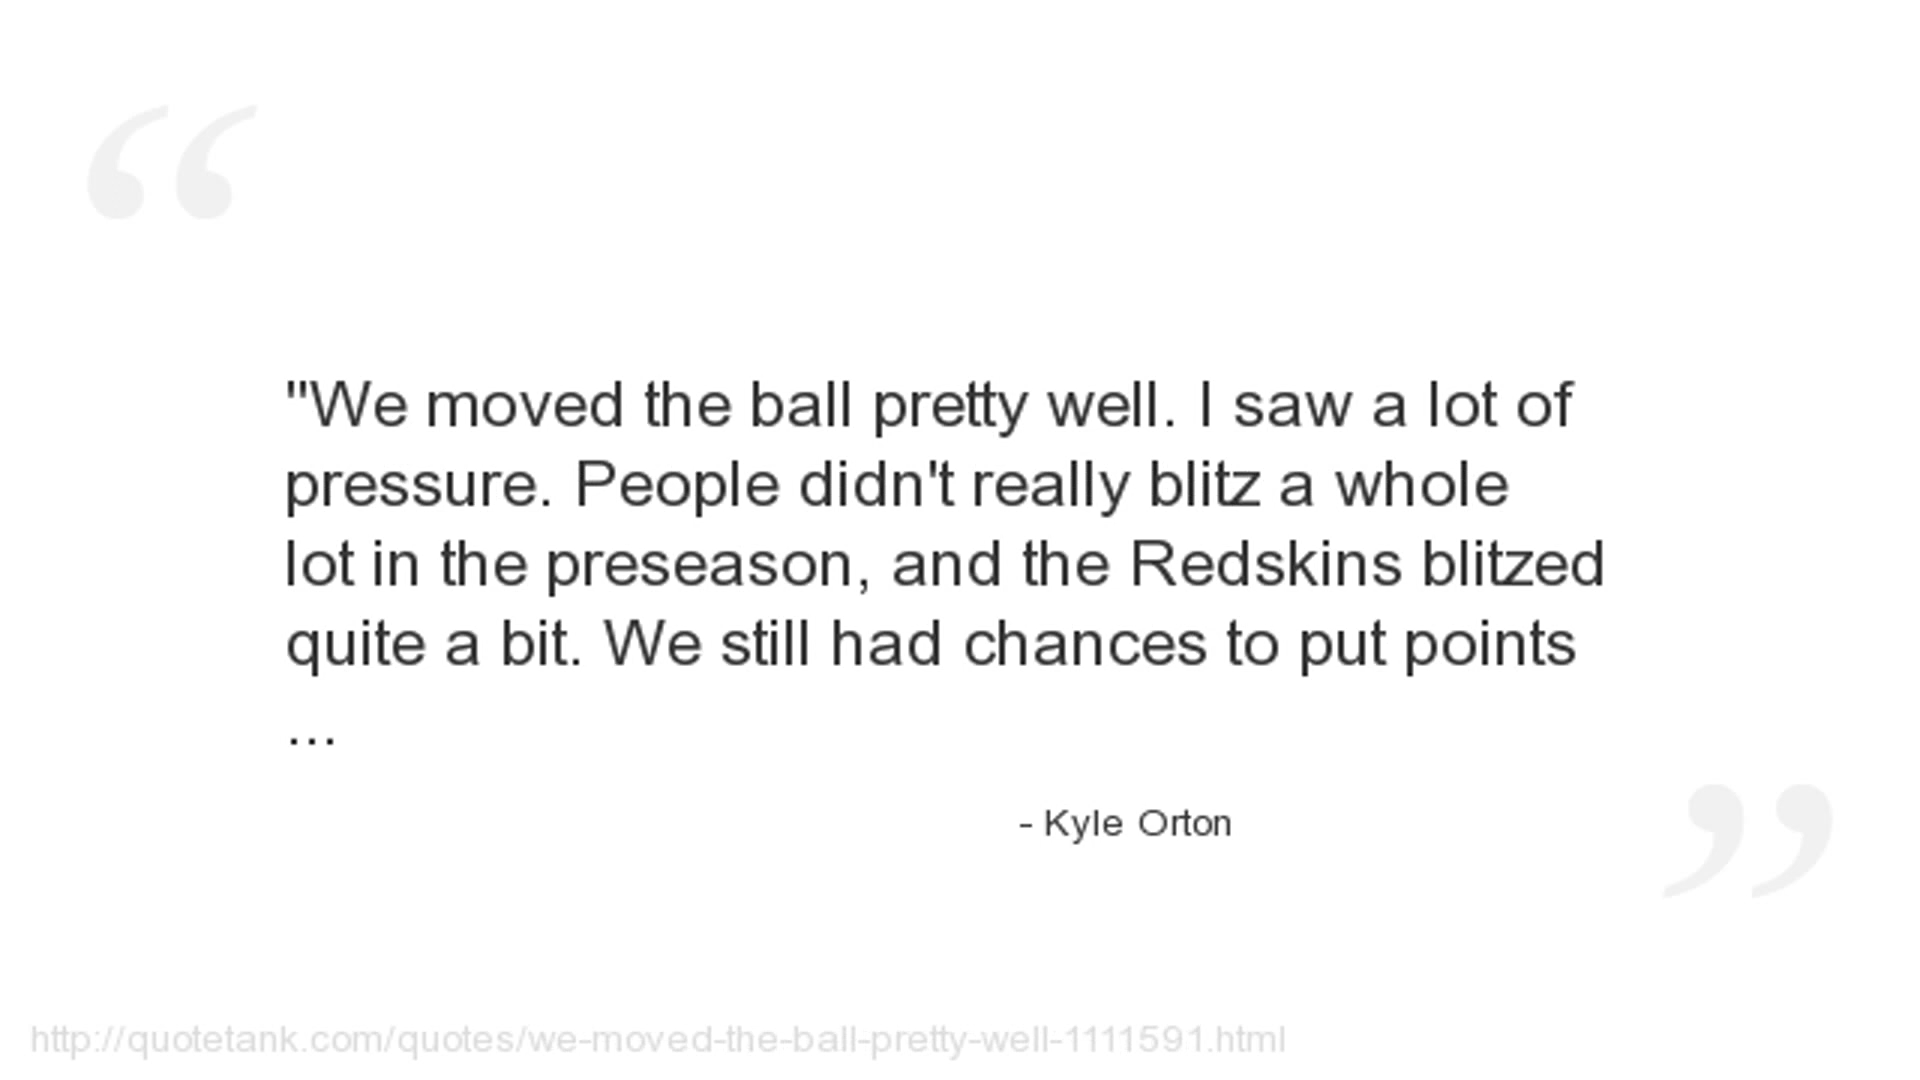 "We moved the ball pretty well. I saw a lot of
pressure. People didn't really blitz a whole
lot in the preseason, and the Redskins blitzed
quite a bit. We still had chances to put points
...
- Kyle Orton
http://quotetank.com/quotes/we-moved-the-ball-pretty-well-1111591.html